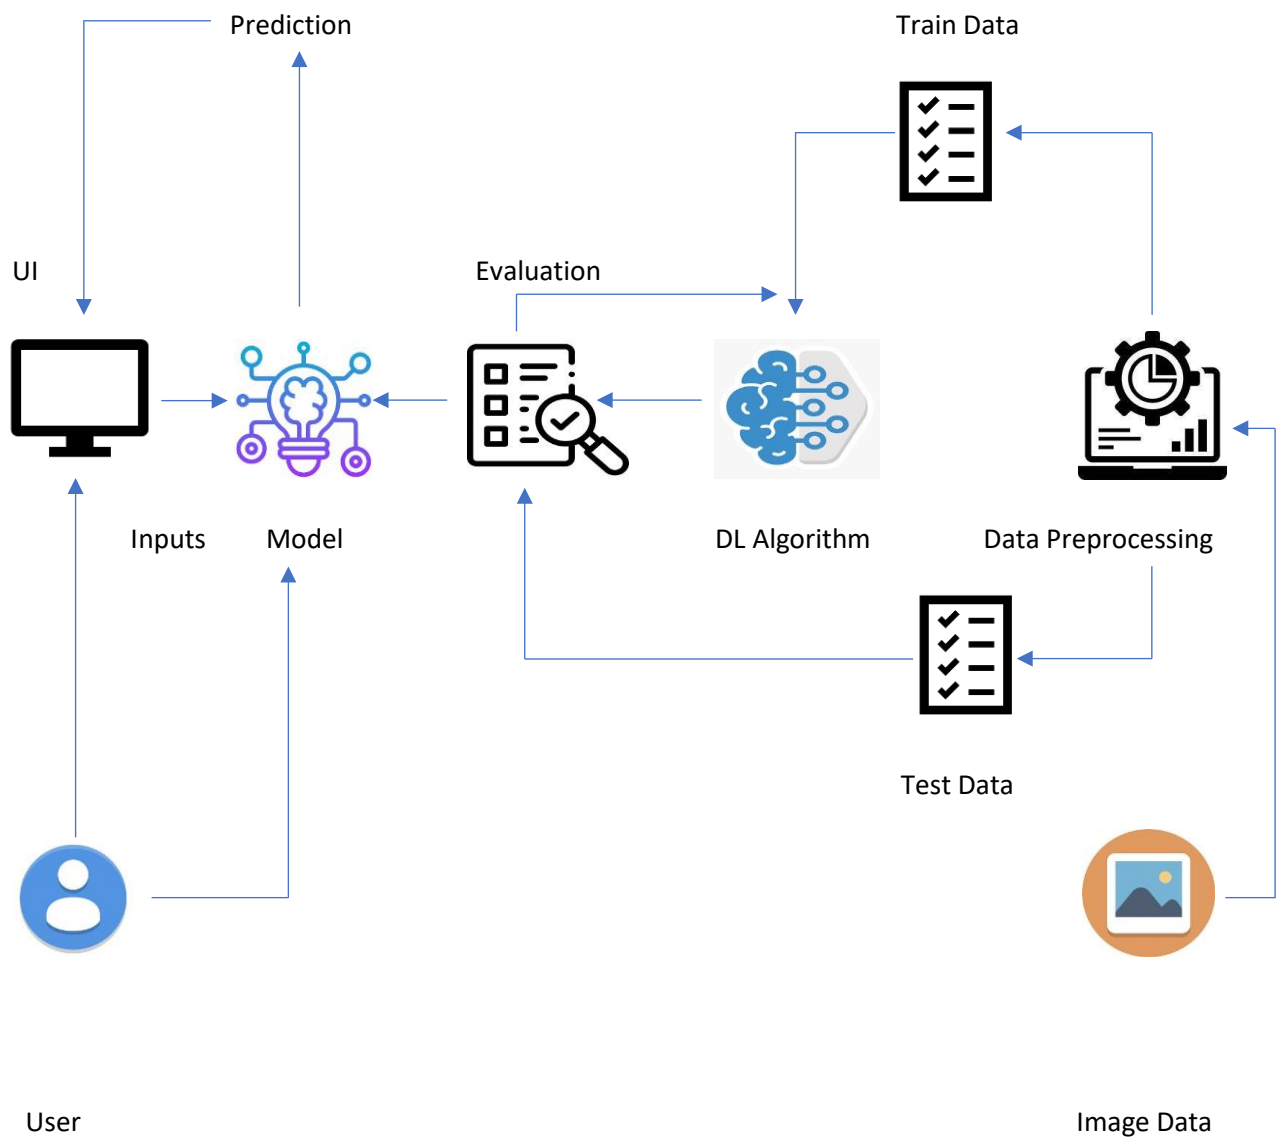 Prediction
Train Data
UI
Evaluation
Inputs
Model
DL Algorithm
Data Preprocessing
Test Data
User
Image Data